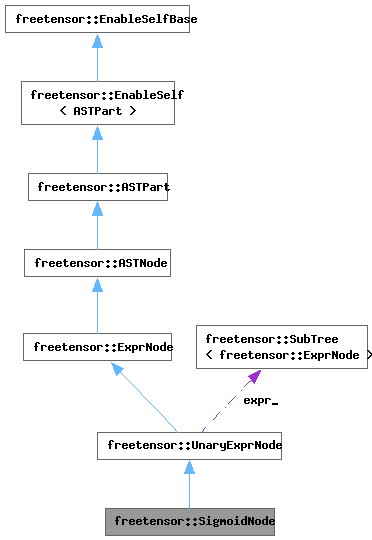 freetensor::EnableSelfBase
freetensor::EnableSelf
< ASTPart >
freetensor::ASTPart
freetensor::ASTNode
freetensor::ExprNode
freetensor::SubTree
< freetensor::ExprNode >
expr_
freetensor::UnaryExprNode
freetensor::SigmoidNode